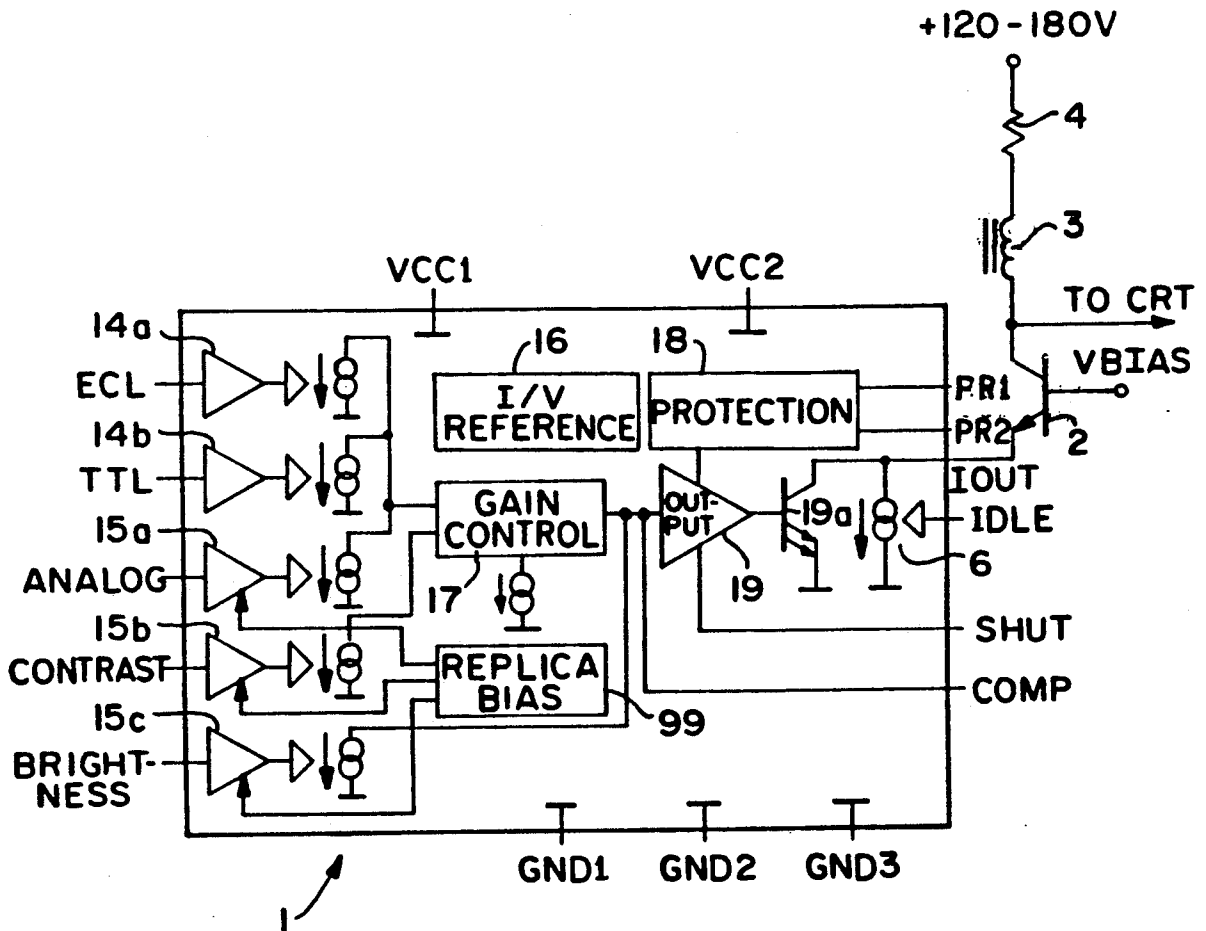 +120-180V
4
3
VCC1
VCC2
TO CRT
14a
16
18
VBIAS
ECL
I/V
REFERENCE
PROTECTION
PR1
PR2
2
14b
TTL
GAIN
CONTROL
OUT-
PUT
19a
IOUT
IDLE
15a
ANALOG
17
19
6
15b
SHUT
CONTRAST
REPLICA
BIAS
COMP
15c
99
BRIGHT-
NESS
GND1
GND2
GND3
1